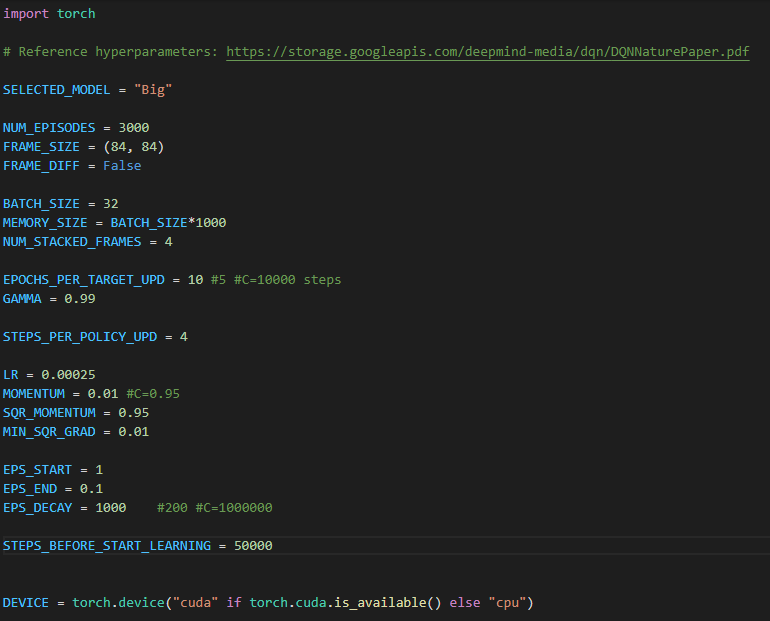 import torch
# Reference hyperparameters: https://storage.googleapis.com/deepmind-media/dqn/DQNNaturePaper.pdf
SELECTED_MODEL = "Big"
NUM_EPISODES = 3000
FRAME_SIZE = (84, 84)
FRAME_DIFF = False
BATCH_SIZE = 32
MEMORY_SIZE = BATCH_SIZE*1000
NUM_STACKED_FRAMES = 4
EPOCHS_PER_TARGET_UPD = 10 #5 #C=10000 steps
GAMMA = 0.99
STEPS_PER_POLICY_UPD = 4
LR = 0.00025
MOMENTUM = 0.01 #C=0.95
SQR_MOMENTUM = 0.95
MIN_SQR_GRAD = 0.01
EPS_START = 1
EPS_END = 0.1
EPS_DECAY = 1000    #200 #C=1000000
STEPS_BEFORE_START_LEARNING = 50000
DEVICE = torch.device("cuda" if torch.cuda.is_available() else "cpu")